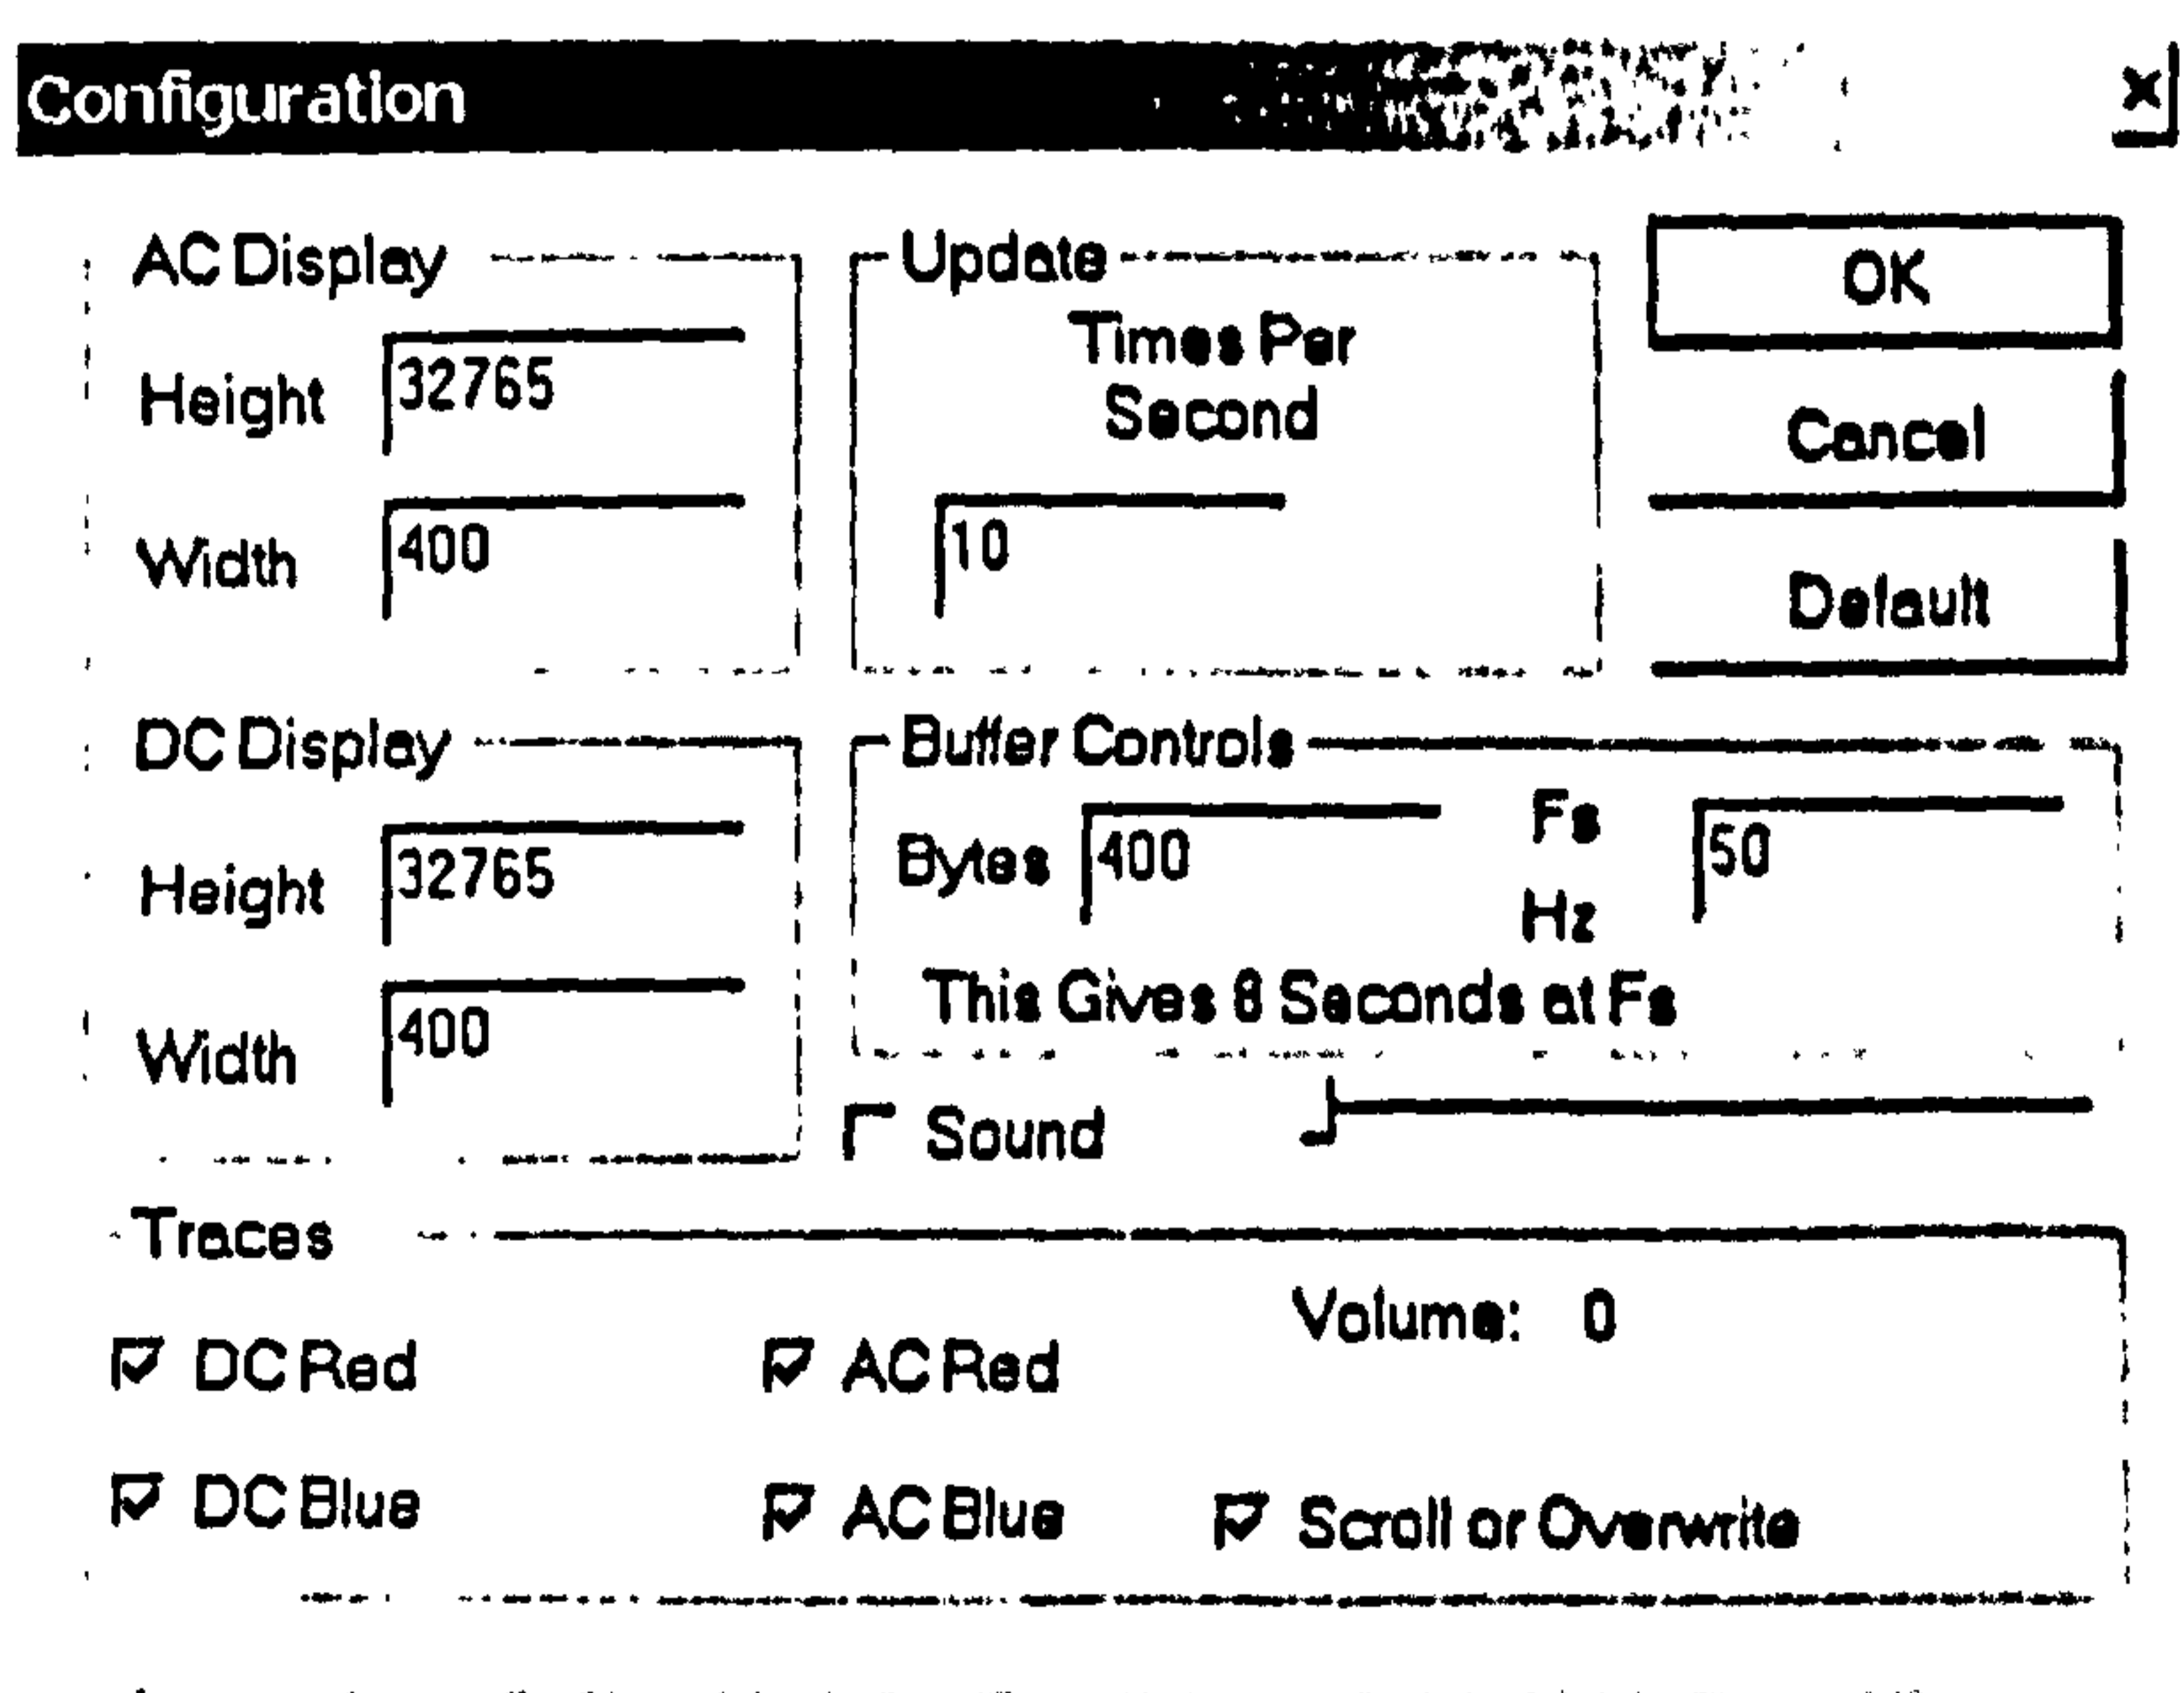 Configuration
AC Display
Height 32765
Width 400
Update
Times Per
Second
10
OK
Cancel
Default
DC Display
Height 32765
Width 400
Buffer Controls
Bytes 400
Fs
Hz
50
This Gives 8 Seconds at Fs
Sound
Traces
Volume: 0
DC Red
AC Red
DC Blue
AC Blue
Scroll or Overwrite